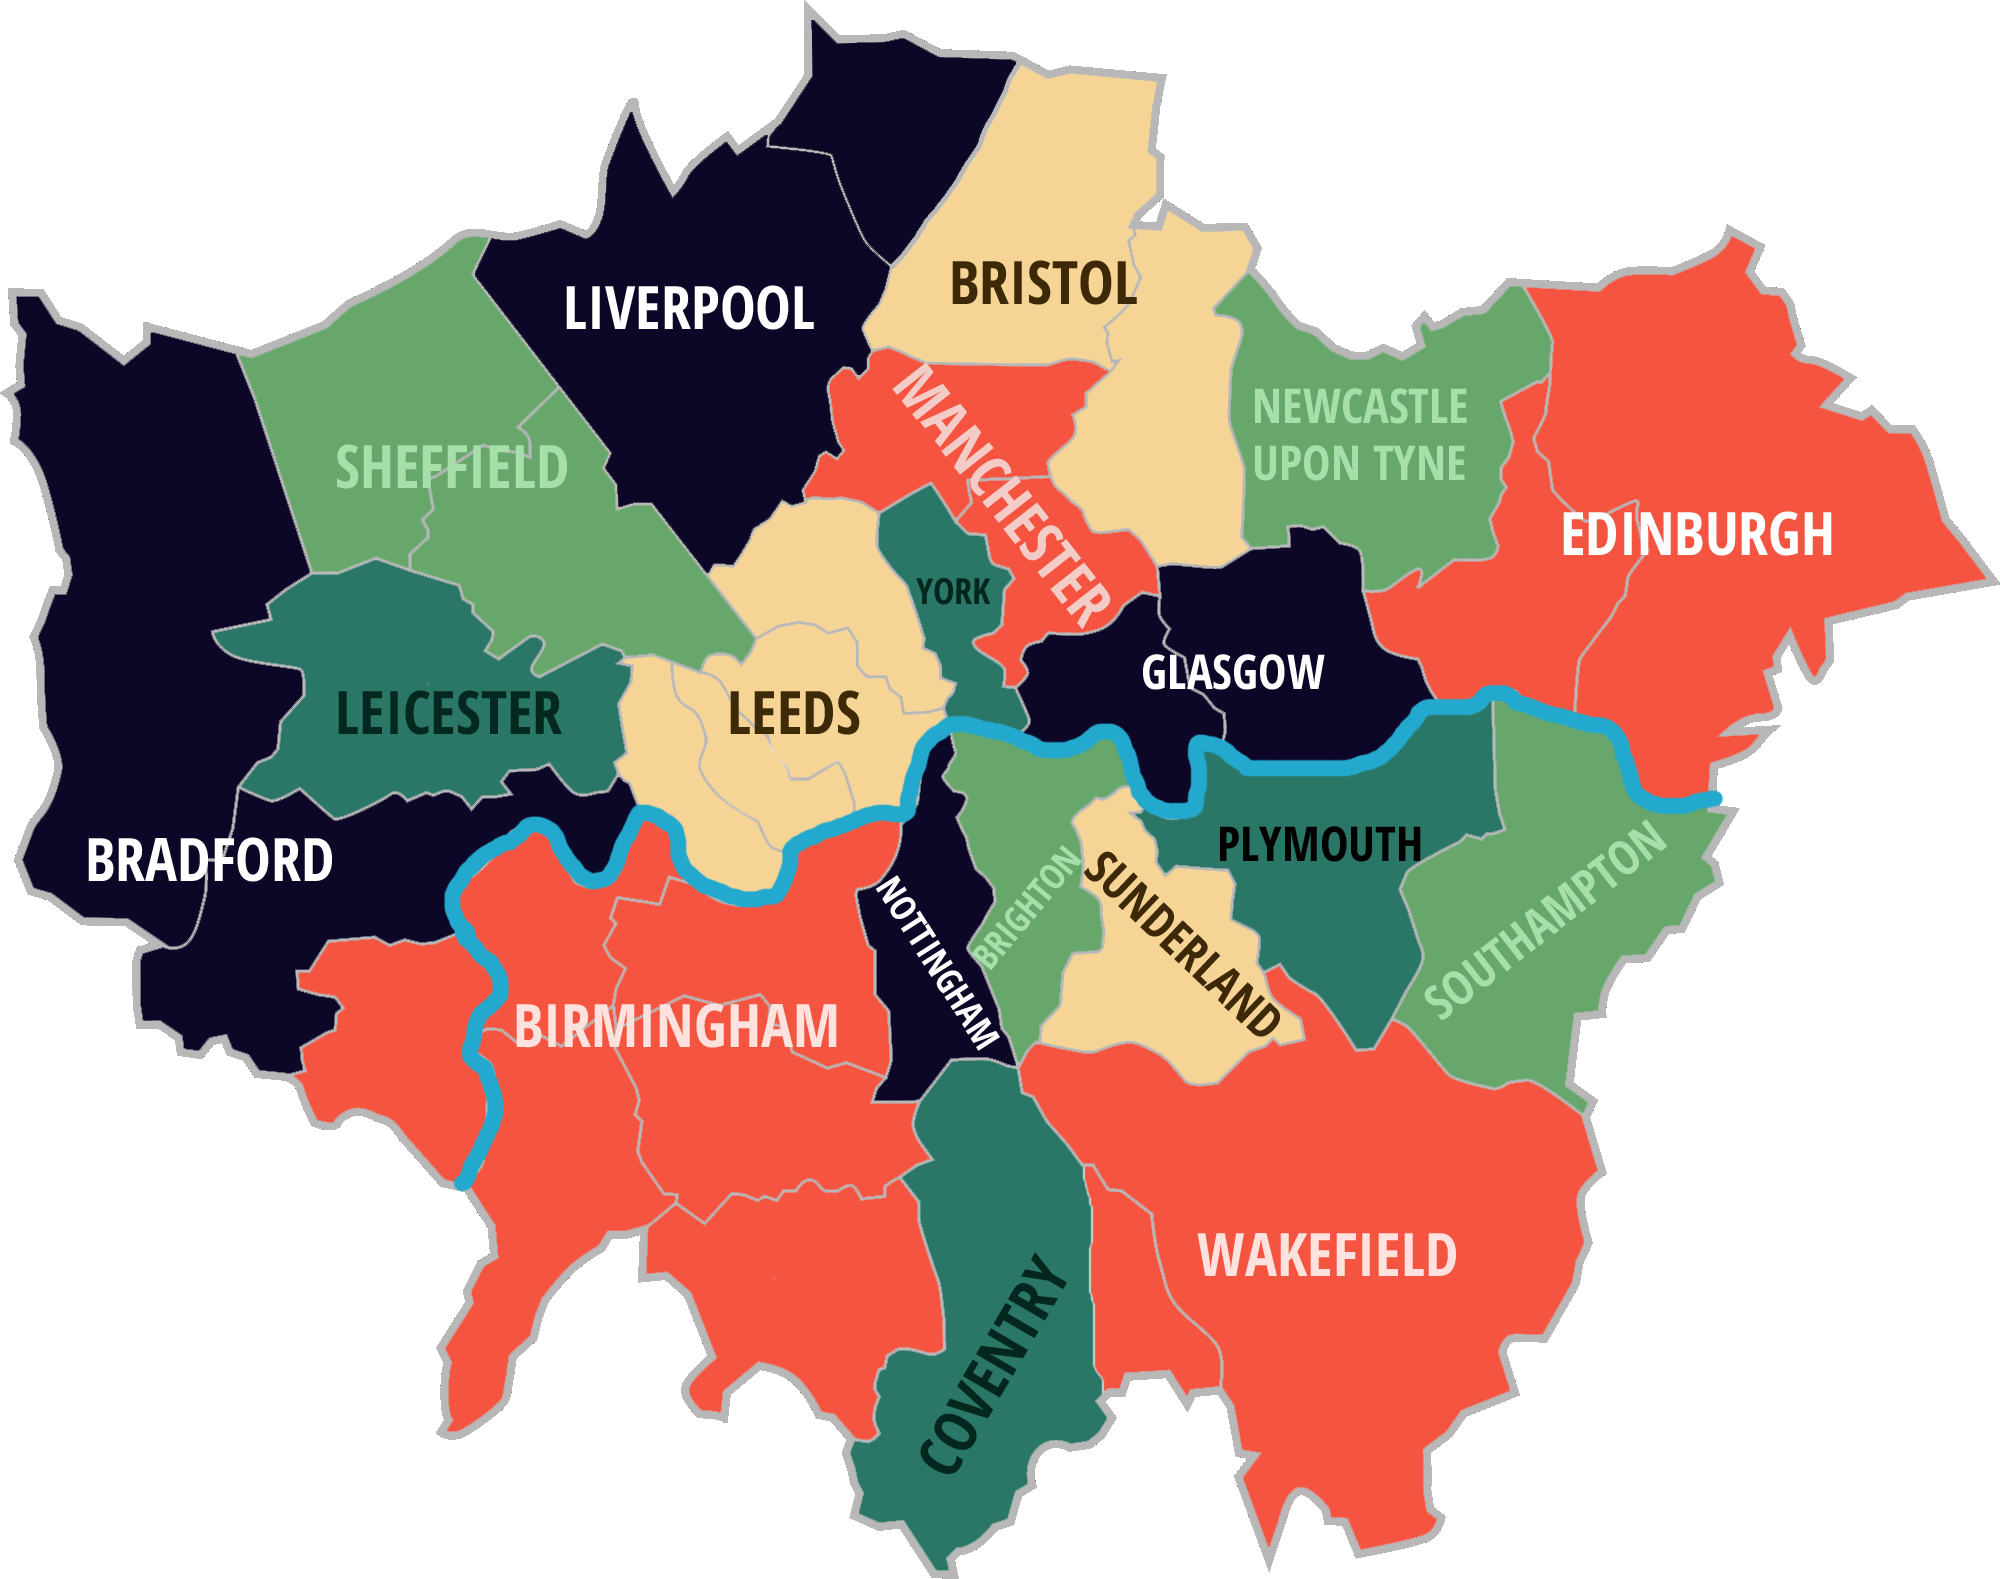 BRISTOL
LIVERPOOL
MANCHESTER
NEWCASTLE
UPON TYNE
SHEFFIELD
EDINBURGH
YORK
GLASGOW
LEICESTER
LEEDS
BRADFORD
PLYMOUTH
NOTTINGHAM
BRIGHTON
SUNDERLAND
SOUTHAMPTON
BIRMINGHAM
WAKEFIELD
COVENTRY